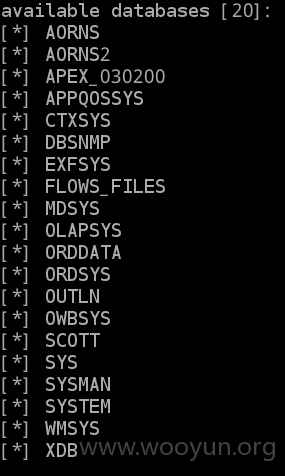 available databases [20]:
[*] AORNS
[*] AORNS2
[*] APEX_030200
[*] APPQOSSYS
[*] CTXSYS
[*] DBSNMP
[*] EXFSYS
[*] FLOWS_FILES
[*] MDSYS
[*] OLAPSYS
[*] ORDDATA
[*] ORDSYS
[*] OUTLN
[*] OWBSYS
[*] SCOTT
[*] SYS
[*] SYSMAN
[*] SYSTEM
[*] WMSYS
[*] XDB
www.wooyun.org